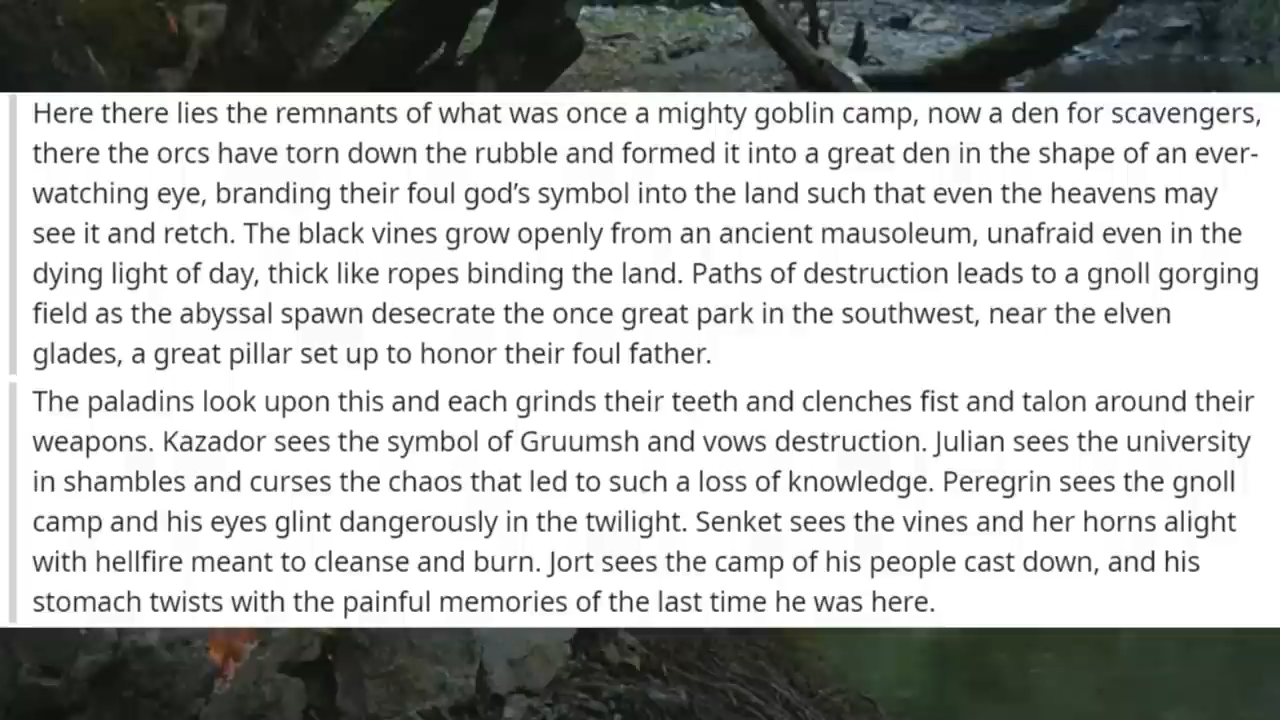 Here there lies the remnants of what was once a mighty goblin camp, now a den for scavengers,
there the orcs have torn down the rubble and formed it into a great den in the shape of an ever-
watching eye, branding their foul god’s symbol into the land such that even the heavens may
see it and retch. The black vines grow openly from an ancient mausoleum, unafraid even in the
dying light of day, thick like ropes binding the land. Paths of destruction leads to a gnoll gorging
field as the abyssal spawn desecrate the once great park in the southwest, near the elven
glades, a great pillar set up to honor their foul father.
The paladins look upon this and each grinds their teeth and clenches fist and talon around their
weapons. Kazador sees the symbol of Gruumsh and vows destruction. Julian sees the university
in shambles and curses the chaos that led to such a loss of knowledge. Peregrin sees the gnoll
camp and his eyes glint dangerously in the twilight. Senket sees the vines and her horns alight
with hellfire meant to cleanse and burn. Jort sees the camp of his people cast down, and his
stomach twists with the painful memories of the last time he was here.